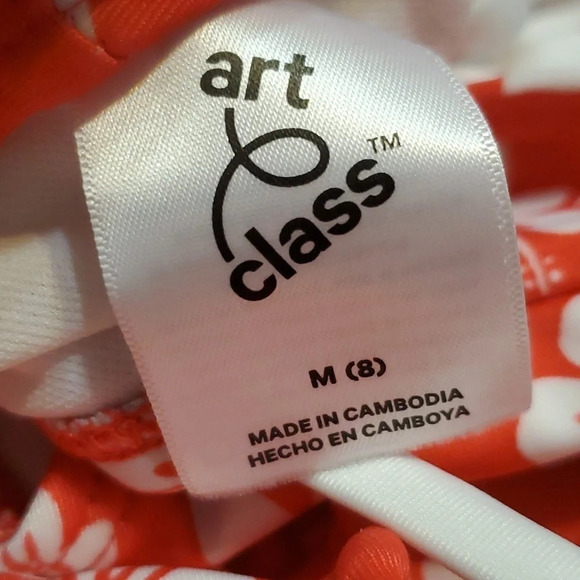 art
class™
M (8)
MADE IN CAMBODIA
HECHO EN CAMBOYA